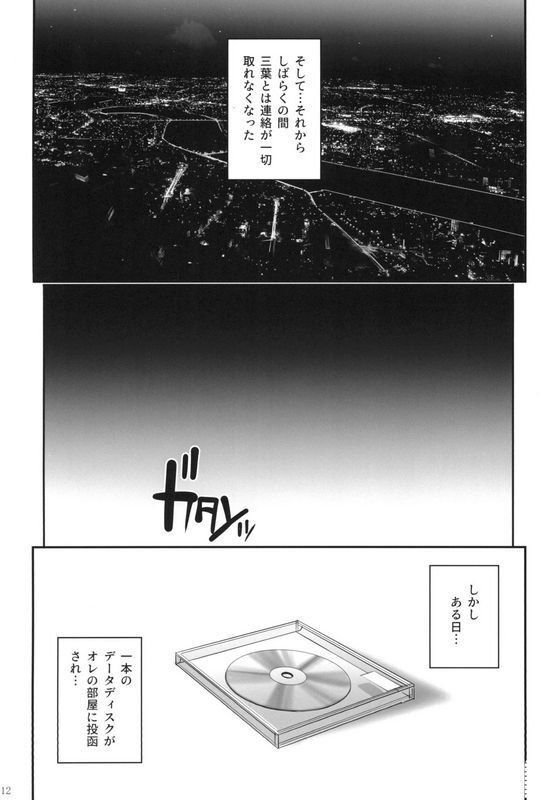 そして…それから
しばらくの間
三葉とは連絡が一切
取れなくなった
ガタンッ
しかし
ある日…
一本の
データディスクが
オレの部屋に投函
され…
12